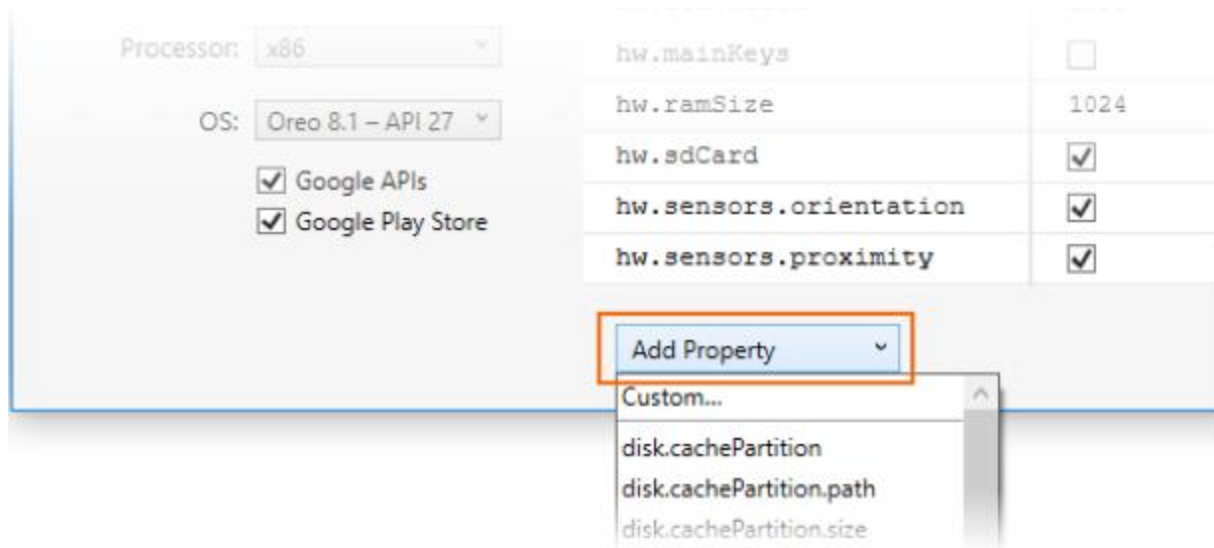 Processor: x86
OS: Oreo 8.1 – API 27
Google APIs
Google Play Store
hw.mainKeys
hw.ramSize 1024
hw.sdCard
hw.sensors.orientation
hw.sensors.proximity
Add Property
Custom...
disk.cachePartition
disk.cachePartition.path
disk.cachePartition.size